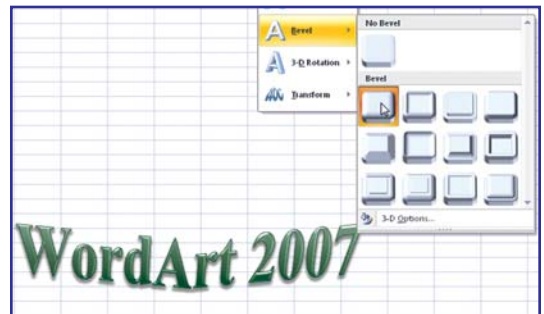 Bevel
3-D Rotation
Transform
No Bevel
Bevel
3-D Options...
WordArt 2007